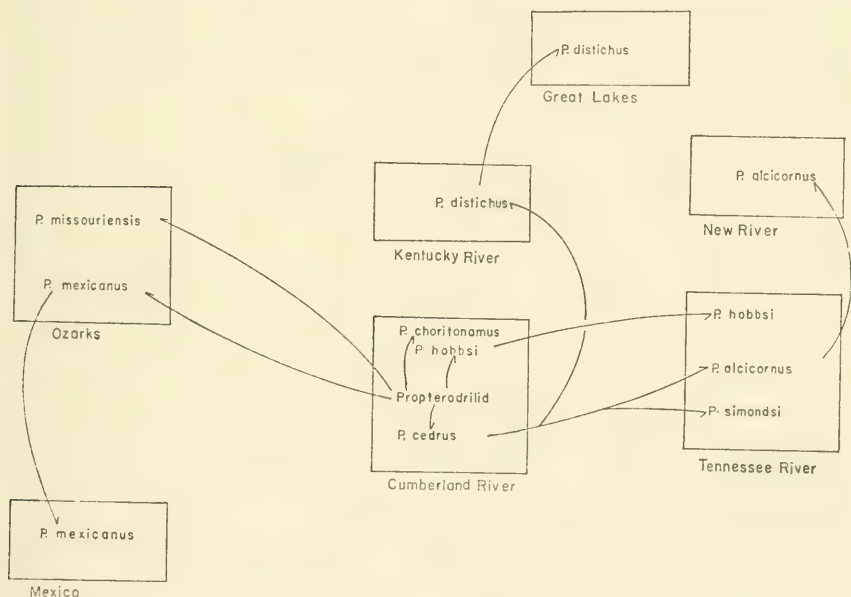 P. distichus
Great Lakes
P. distichus
Kentucky River
P. alcicornus
New River
P. missouriensis
P. mexicanus
Ozarks
P. choritonamus
P hobbsi
Propterodrilid
P. cedrus
Cumberland River
P. hobbsi
P. alcicornus
P. simondsi
Tennessee River
P. mexicanus
Mexico